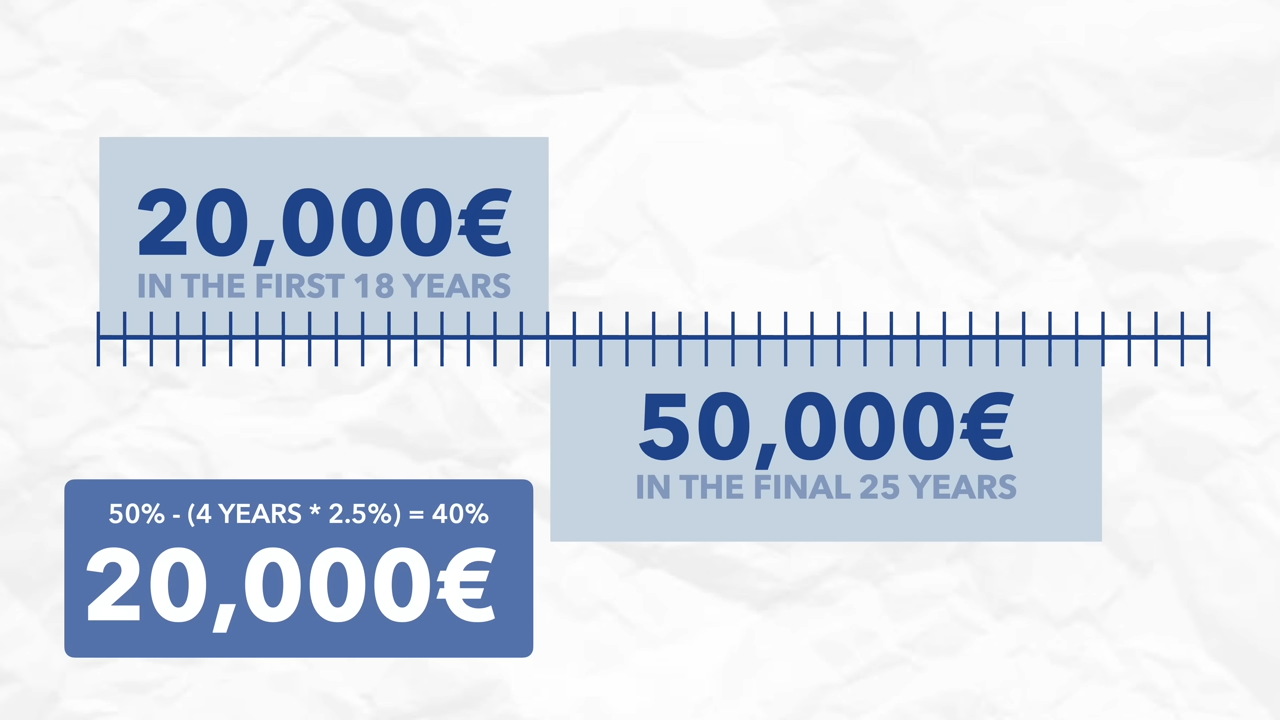 20,000€
IN THE FIRST 18 YEARS
50,000€
IN THE FINAL 25 YEARS
50% - (4 YEARS * 2.5%) = 40%
20,000€